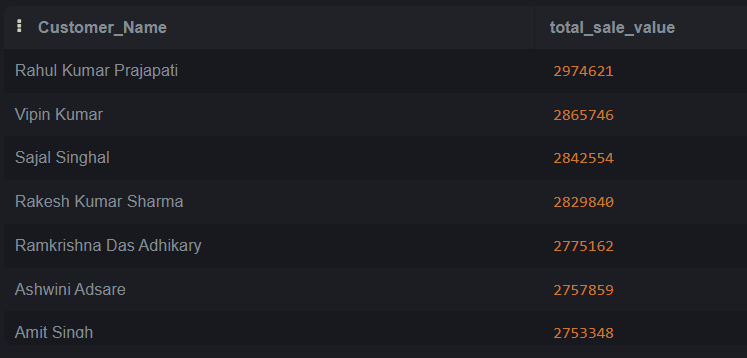 Customer_Name total_sale_value
Rahul Kumar Prajapati 2974621
Vipin Kumar 2865746
Sajal Singhal 2842554
Rakesh Kumar Sharma 2829840
Ramkrishna Das Adhikary 2775162
Ashwini Adsare 2757859
Amit Singh 2753348